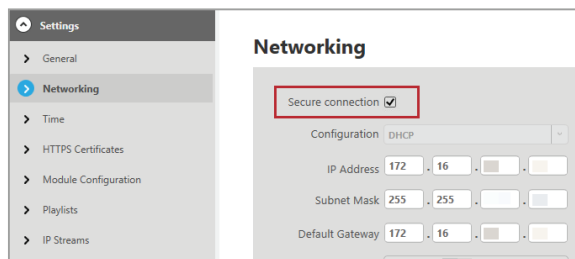 Settings
General
Networking
Time
HTTPS Certificates
Module Configuration
Playlists
IP Streams
Networking
Secure connection
Configuration DHCP
IP Address 172 . 16 . .
Subnet Mask 255 . 255 . .
Default Gateway 172 . 16 . .